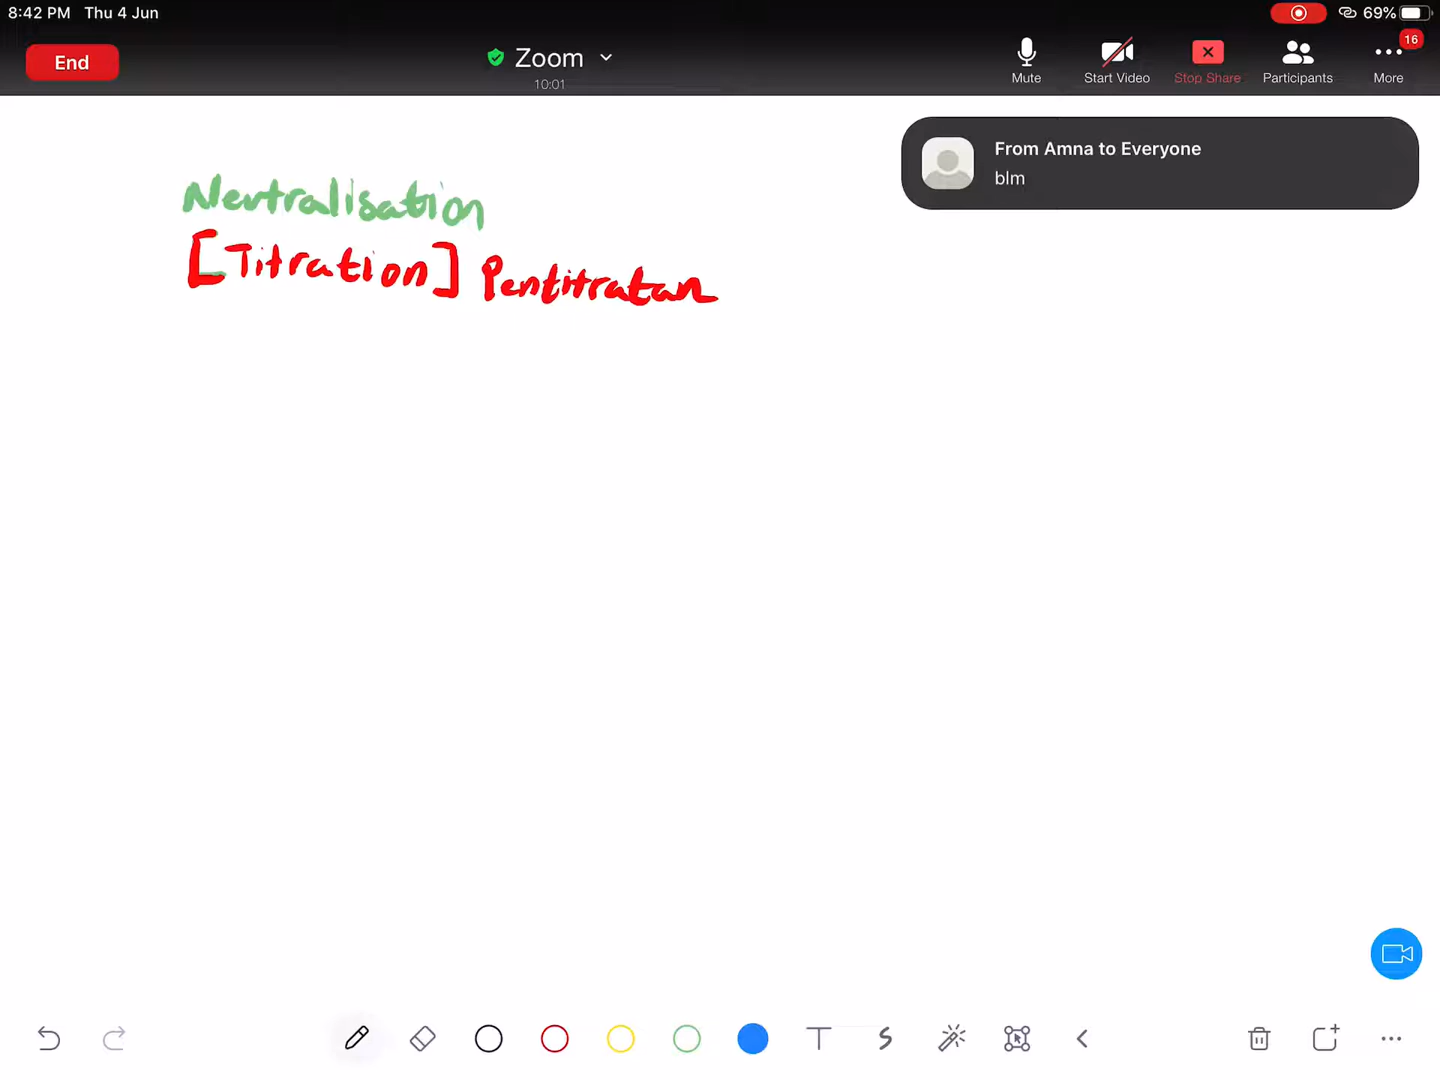 8:42 PM Thu 4 Jun
69%
End
Zoom
10:01
Mute
Start Video
Stop Share
Participants
16
More
From Amna to Everyone
blm
Neutralisation
[Titration] Pentitratan
T